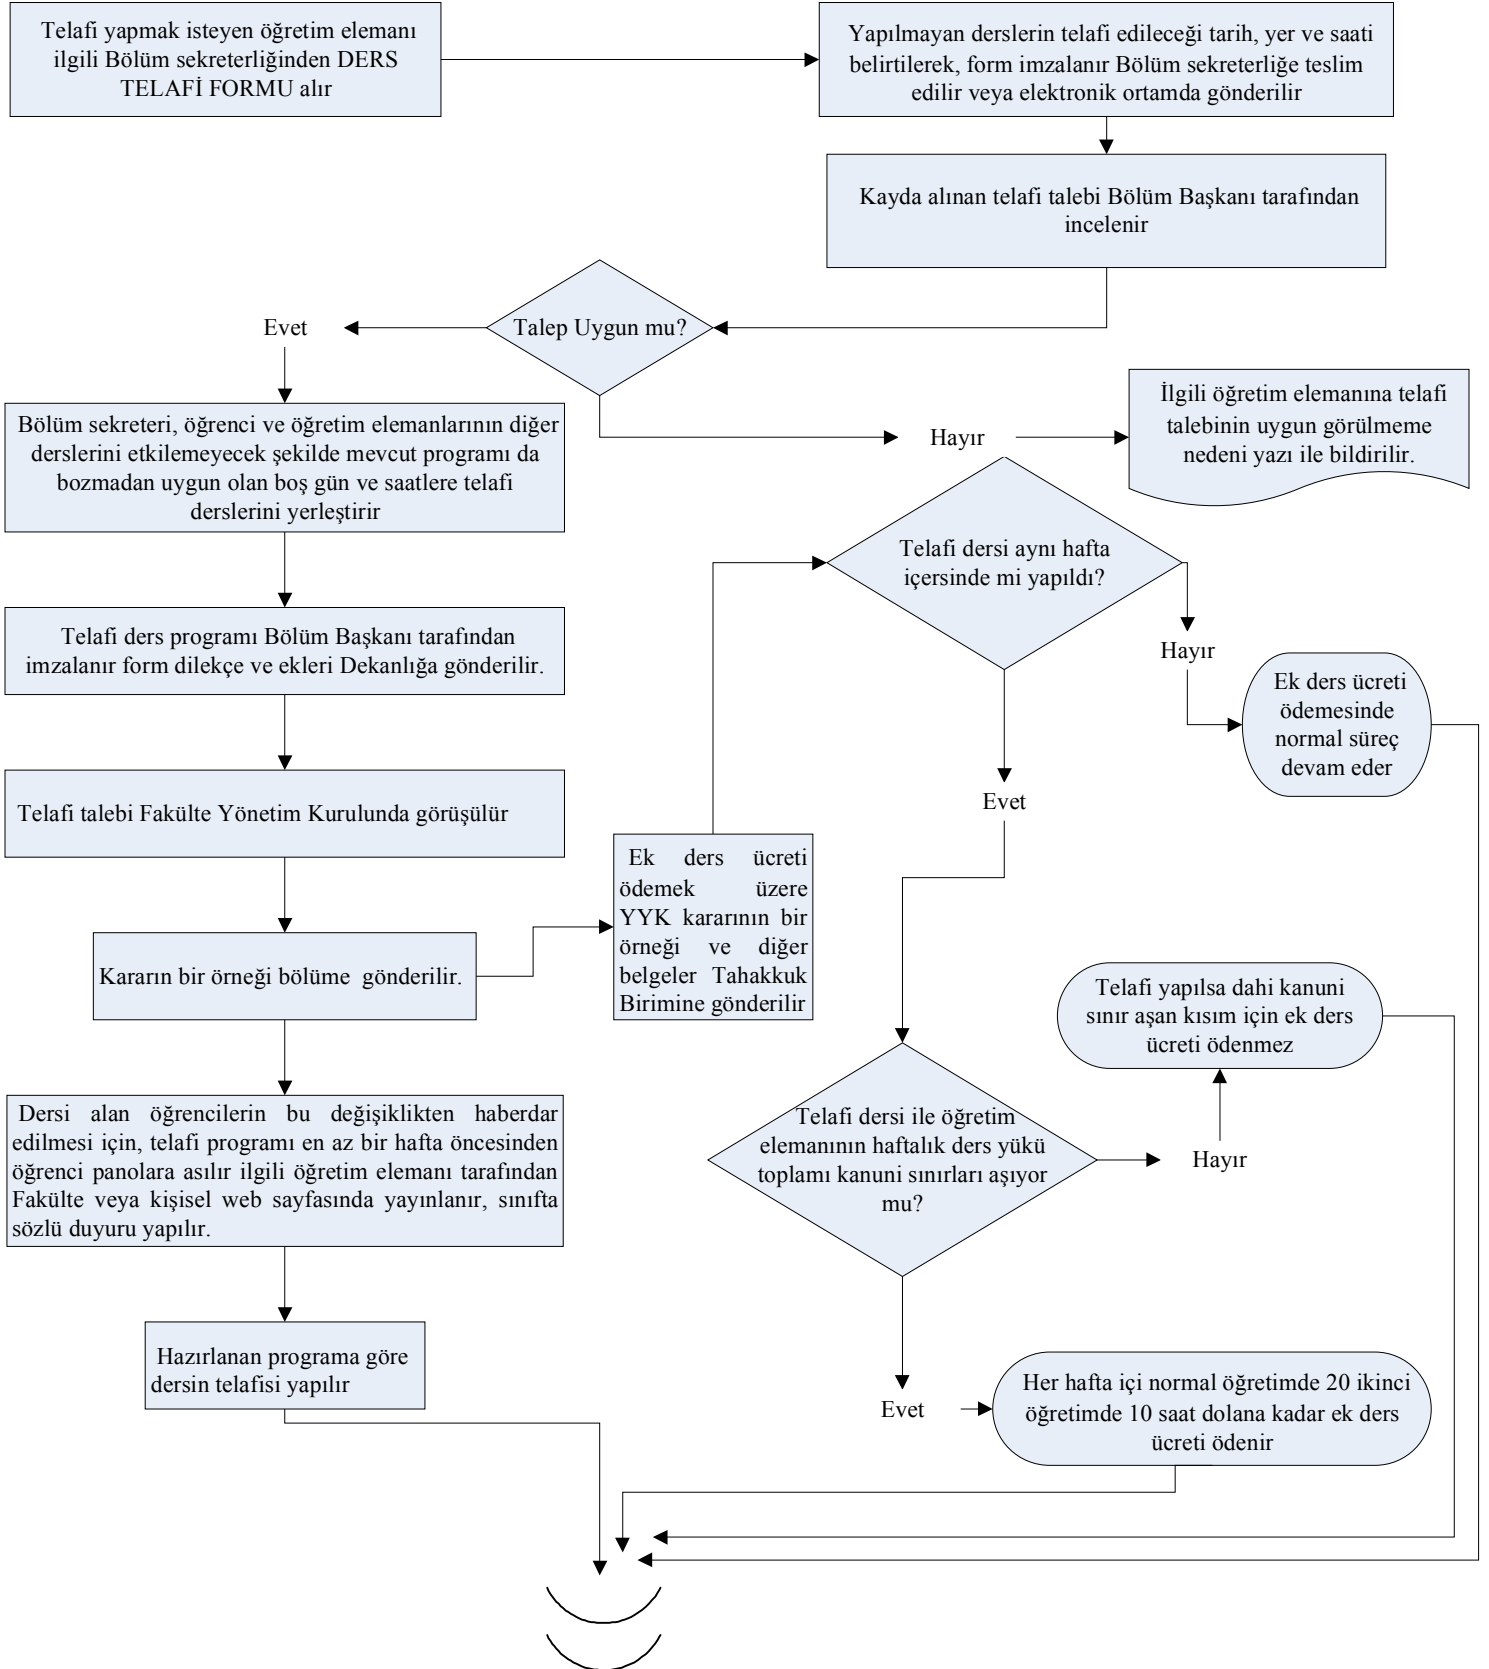 Telafi yapmak isteyen öğretim elemanı
ilgili Bölüm sekreterliğinden DERS
TELAFİ FORMU alır
Yapılmayan derslerin telafi edileceği tarih, yer ve saati
belirtilerek, form imzalanır Bölüm sekreterliğe teslim
edilir veya elektronik ortamda gönderilir
Kayda alınan telafi talebi Bölüm Başkanı tarafından
incelenir
Talep Uygun mu?
Evet
Hayır
İlgili öğretim elemanına telafi
talebinin uygun görülmeme
nedeni yazı ile bildirilir.
Bölüm sekreteri, öğrenci ve öğretim elemanlarının diğer
derslerini etkilemeyecek şekilde mevcut programı da
bozmadan uygun olan boş gün ve saatlere telafi
derslerini yerleştirir
Telafi ders programı Bölüm Başkanı tarafından
imzalanır form dilekçe ve ekleri Dekanlığa gönderilir.
Telafi talebi Fakülte Yönetim Kurulunda görüşülür
Kararın bir örneği bölüme gönderilir.
Ek ders ücreti
ödemek üzere
YYK kararının bir
örneği ve diğer
belgeler Tahakkuk
Birimine gönderilir
Telafi dersi aynı hafta
içersinde mi yapıldı?
Hayır
Ek ders ücreti
ödemesinde
normal süreç
devam eder
Evet
Telafi dersi ile öğretim
elemanının haftalık ders yükü
toplamı kanuni sınırları aşıyor
mu?
Hayır
Telafi yapılsa dahi kanuni
sınır aşan kısım için ek ders
ücreti ödenmez
Evet
Her hafta içi normal öğretimde 20 ikinci
öğretimde 10 saat dolana kadar ek ders
ücreti ödenir
Dersi alan öğrencilerin bu değişiklikten haberdar
edilmesi için, telafi programı en az bir hafta öncesinden
öğrenci panolara asılır ilgili öğretim elemanı tarafından
Fakülte veya kişisel web sayfasında yayınlanır, sınıfta
sözlü duyuru yapılır.
Hazırlanan programa göre
dersin telafisi yapılır